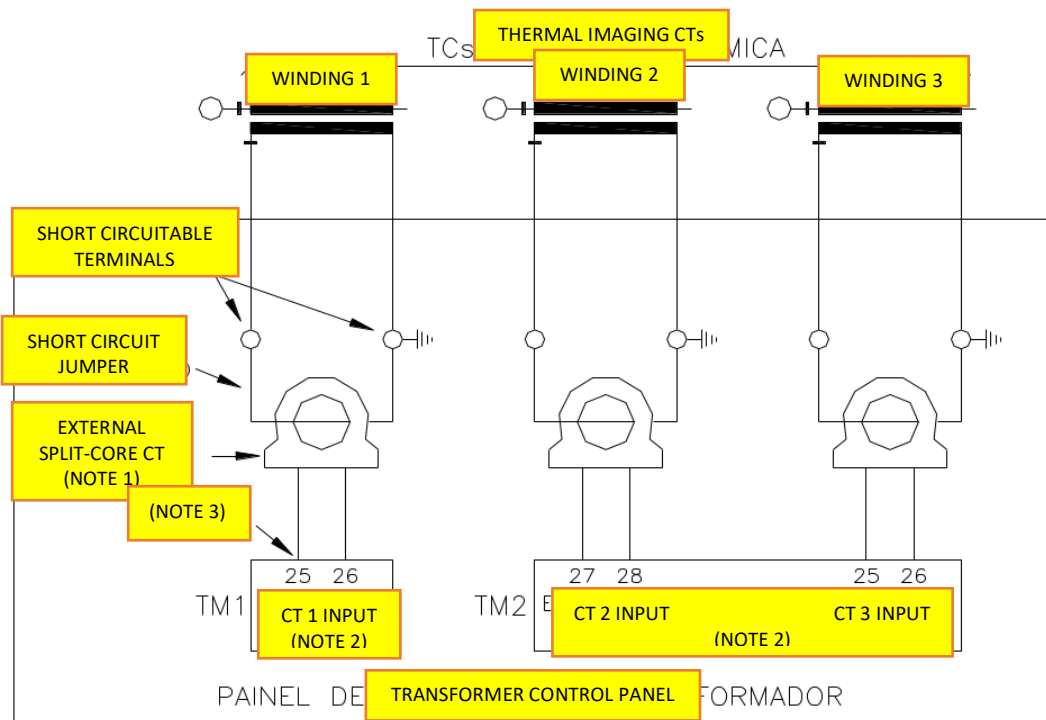 THERMAL IMAGING CTs
TCs MICA
WINDING 1
WINDING 2
WINDING 3
SHORT CIRCUITABLE
TERMINALS
SHORT CIRCUIT
JUMPER
EXTERNAL
SPLIT-CORE CT
(NOTE 1)
(NOTE 3)
25 26
27 28
25 26
TM1
CT 1 INPUT
(NOTE 2)
TM2 E
CT 2 INPUT
CT 3 INPUT
(NOTE 2)
PAINEL DE TRANSFORMER CONTROL PANEL FORMADOR